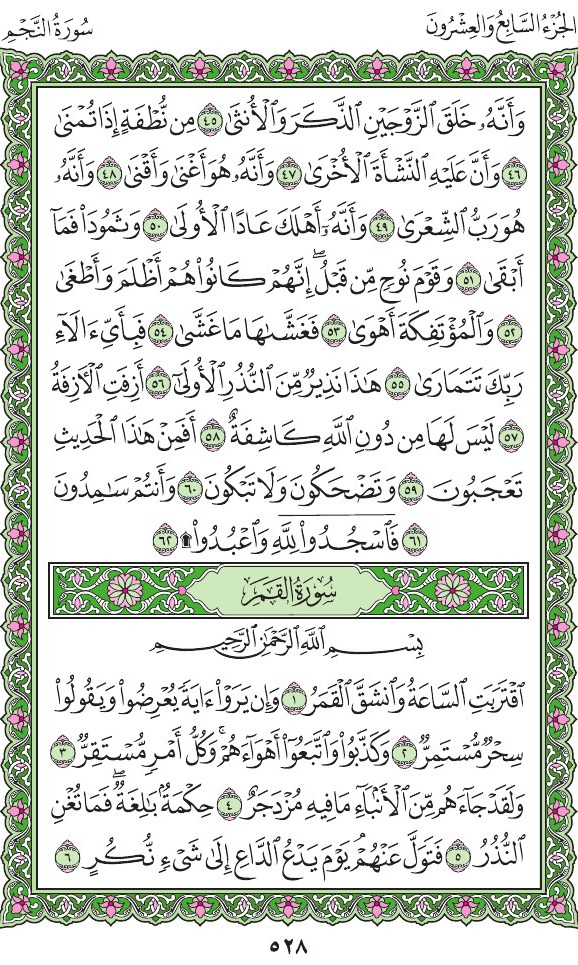 الجُزْءُ السَّابِعُ وَالعِشْرُونَ
سُورَةُ النَّجْمِ
وَأَنَّهُۥ خَلَقَ ٱلزَّوْجَيْنِ ٱلذَّكَرَ وَٱلْأُنثَىٰ ٤٥ مِن نُّطْفَةٍ إِذَا تُمْنَىٰ
٤٦ وَأَنَّ عَلَيْهِ ٱلنَّشْأَةَ ٱلْأُخْرَىٰ ٤٧ وَأَنَّهُۥ هُوَ أَغْنَىٰ وَأَقْنَىٰ ٤٨ وَأَنَّهُۥ
هُوَ رَبُّ ٱلشِّعْرَىٰ ٤٩ وَأَنَّهُۥٓ أَهْلَكَ عَادًا ٱلْأُولَىٰ ٥٠ وَثَمُودَا۟ فَمَآ
أَبْقَىٰ ٥١ وَقَوْمَ نُوحٍ مِّن قَبْلُ ۖ إِنَّهُمْ كَانُوا۟ هُمْ أَظْلَمَ وَأَطْغَىٰ
٥٢ وَٱلْمُؤْتَفِكَةَ أَهْوَىٰ ٥٣ فَغَشَّىٰهَا مَا غَشَّىٰ ٥٤ فَبِأَىِّ ءَالَآءِ
رَبِّكَ تَتَمَارَىٰ ٥٥ هَٰذَا نَذِيرٌ مِّنَ ٱلنُّذُرِ ٱلْأُولَىٰٓ ٥٦ أَزِفَتِ ٱلْءَازِفَةُ
٥٧ لَيْسَ لَهَا مِن دُونِ ٱللَّهِ كَاشِفَةٌ ٥٨ أَفَمِنْ هَٰذَا ٱلْحَدِيثِ
تَعْجَبُونَ ٥٩ وَتَضْحَكُونَ وَلَا تَبْكُونَ ٦٠ وَأَنتُمْ سَٰمِدُونَ
٦١ فَٱسْجُدُوا۟ لِلَّهِ وَٱعْبُدُوا۟ ۩ ٦٢
سُورَةُ القَمَرِ
بِسْمِ ٱللَّهِ ٱلرَّحْمَٰنِ ٱلرَّحِيمِ
ٱقْتَرَبَتِ ٱلسَّاعَةُ وَٱنشَقَّ ٱلْقَمَرُ ١ وَإِن يَرَوْا۟ ءَايَةً يُعْرِضُوا۟ وَيَقُولُوا۟
سِحْرٌ مُّسْتَمِرٌّ ٢ وَكَذَّبُوا۟ وَٱتَّبَعُوٓا۟ أَهْوَآءَهُمْ ۚ وَكُلُّ أَمْرٍ مُّسْتَقِرٌّ ٣
وَلَقَدْ جَآءَهُم مِّنَ ٱلْأَنۢبَآءِ مَا فِيهِ مُزْدَجَرٌ ٤ حِكْمَةٌۢ بَٰلِغَةٌ ۖ فَمَا تُغْنِ
ٱلنُّذُرُ ٥ فَتَوَلَّ عَنْهُمْ ۘ يَوْمَ يَدْعُ ٱلدَّاعِ إِلَىٰ شَىْءٍ نُّكُرٍ ٦
٥٢٨